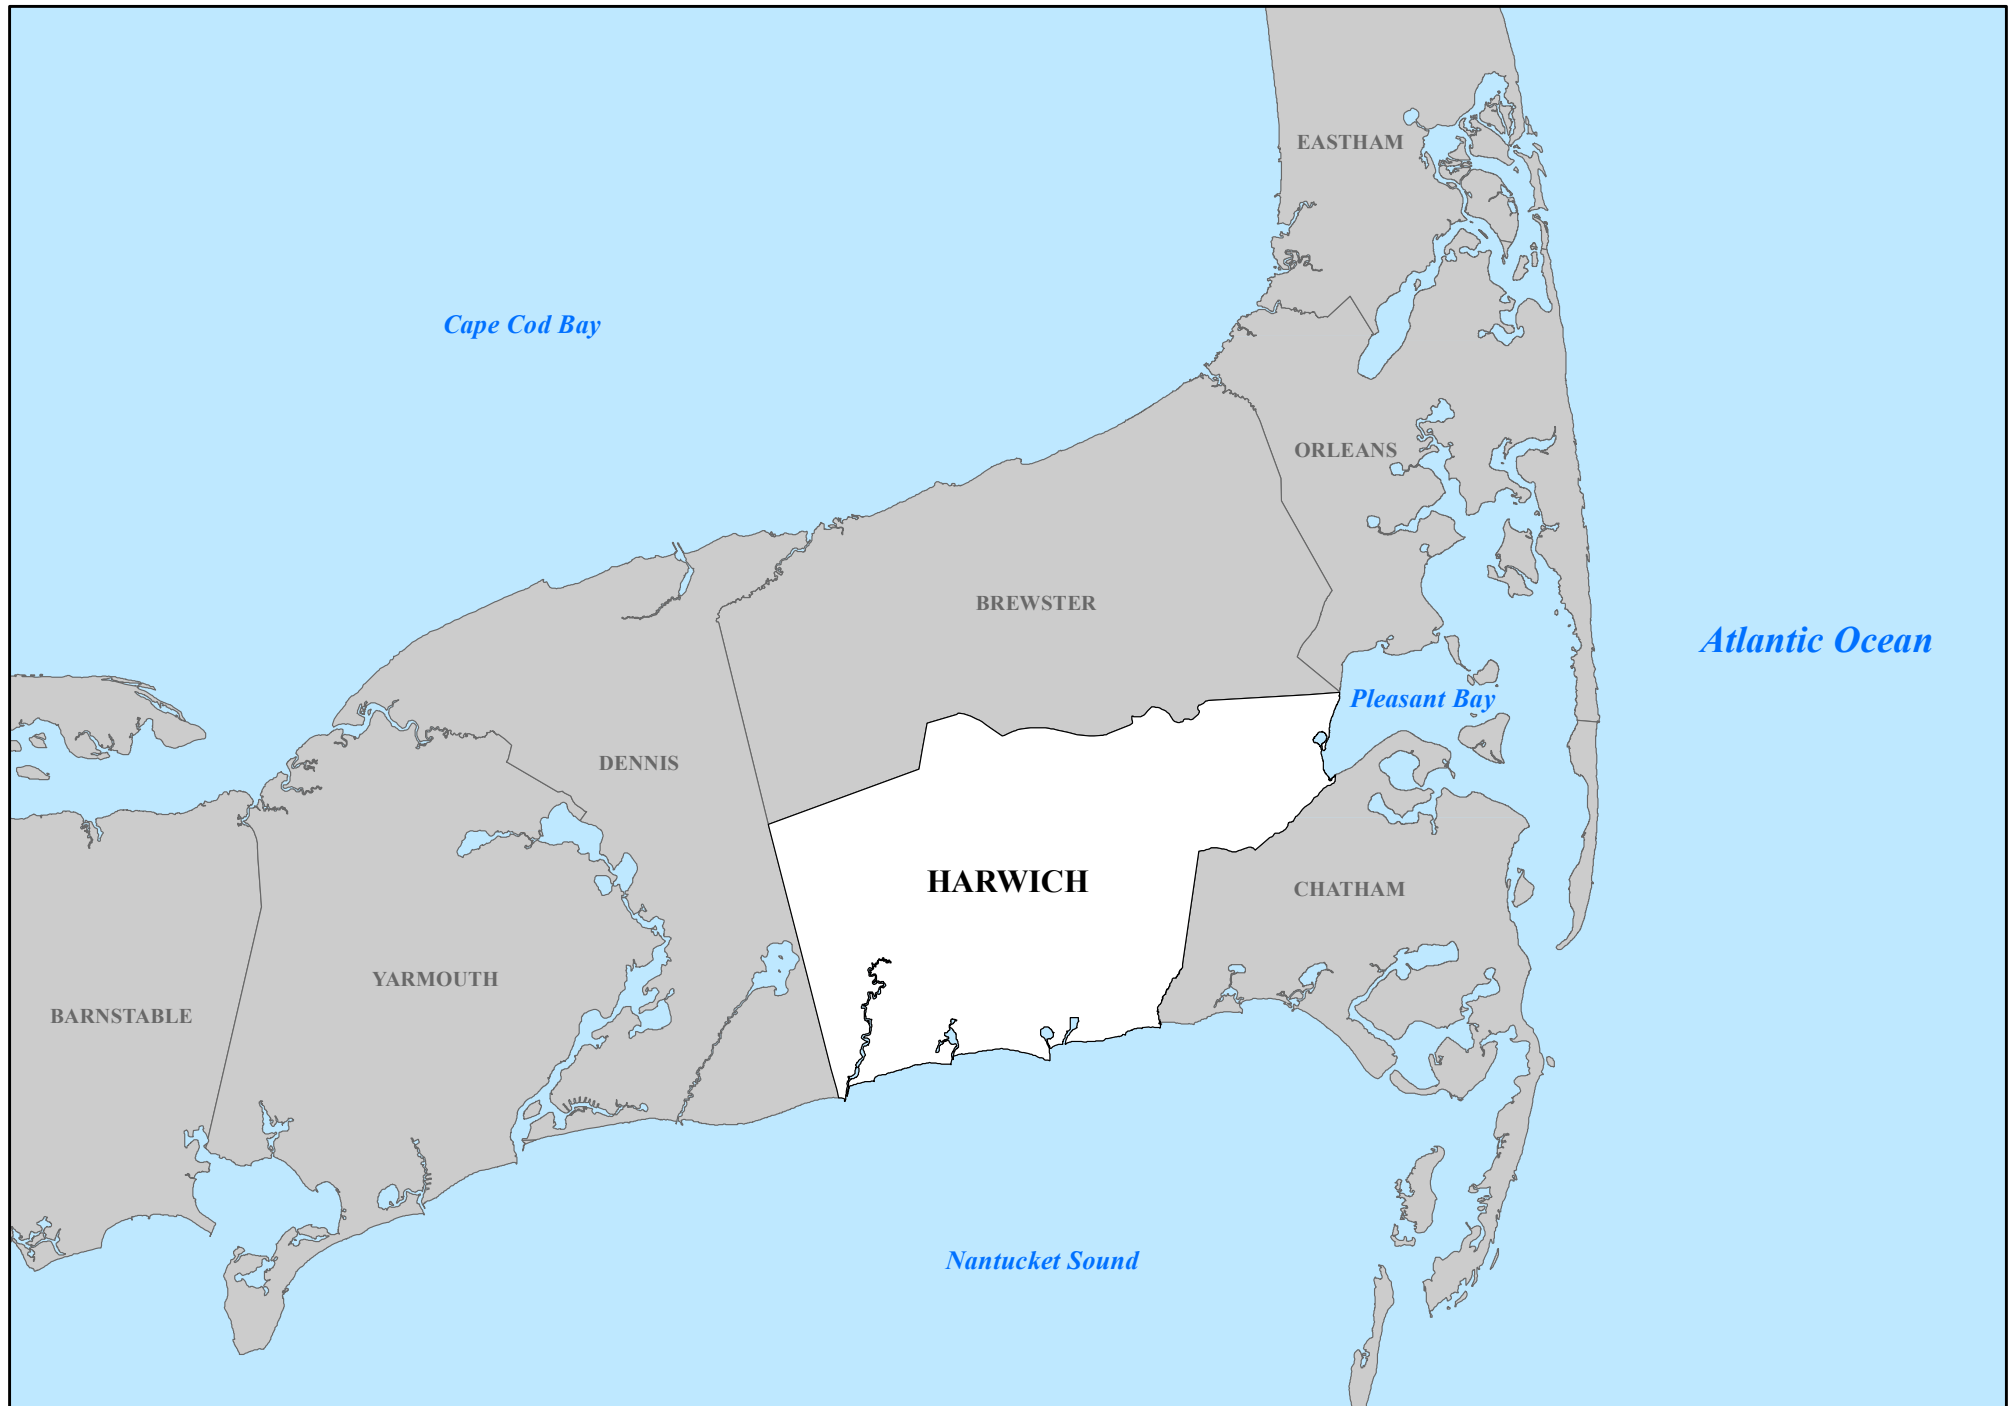 EASTHAM
Cape Cod Bay
ORLEANS
BREWSTER
Atlantic Ocean
Pleasant Bay
DENNIS
HARWICH
CHATHAM
YARMOUTH
BARNSTABLE
Nantucket Sound